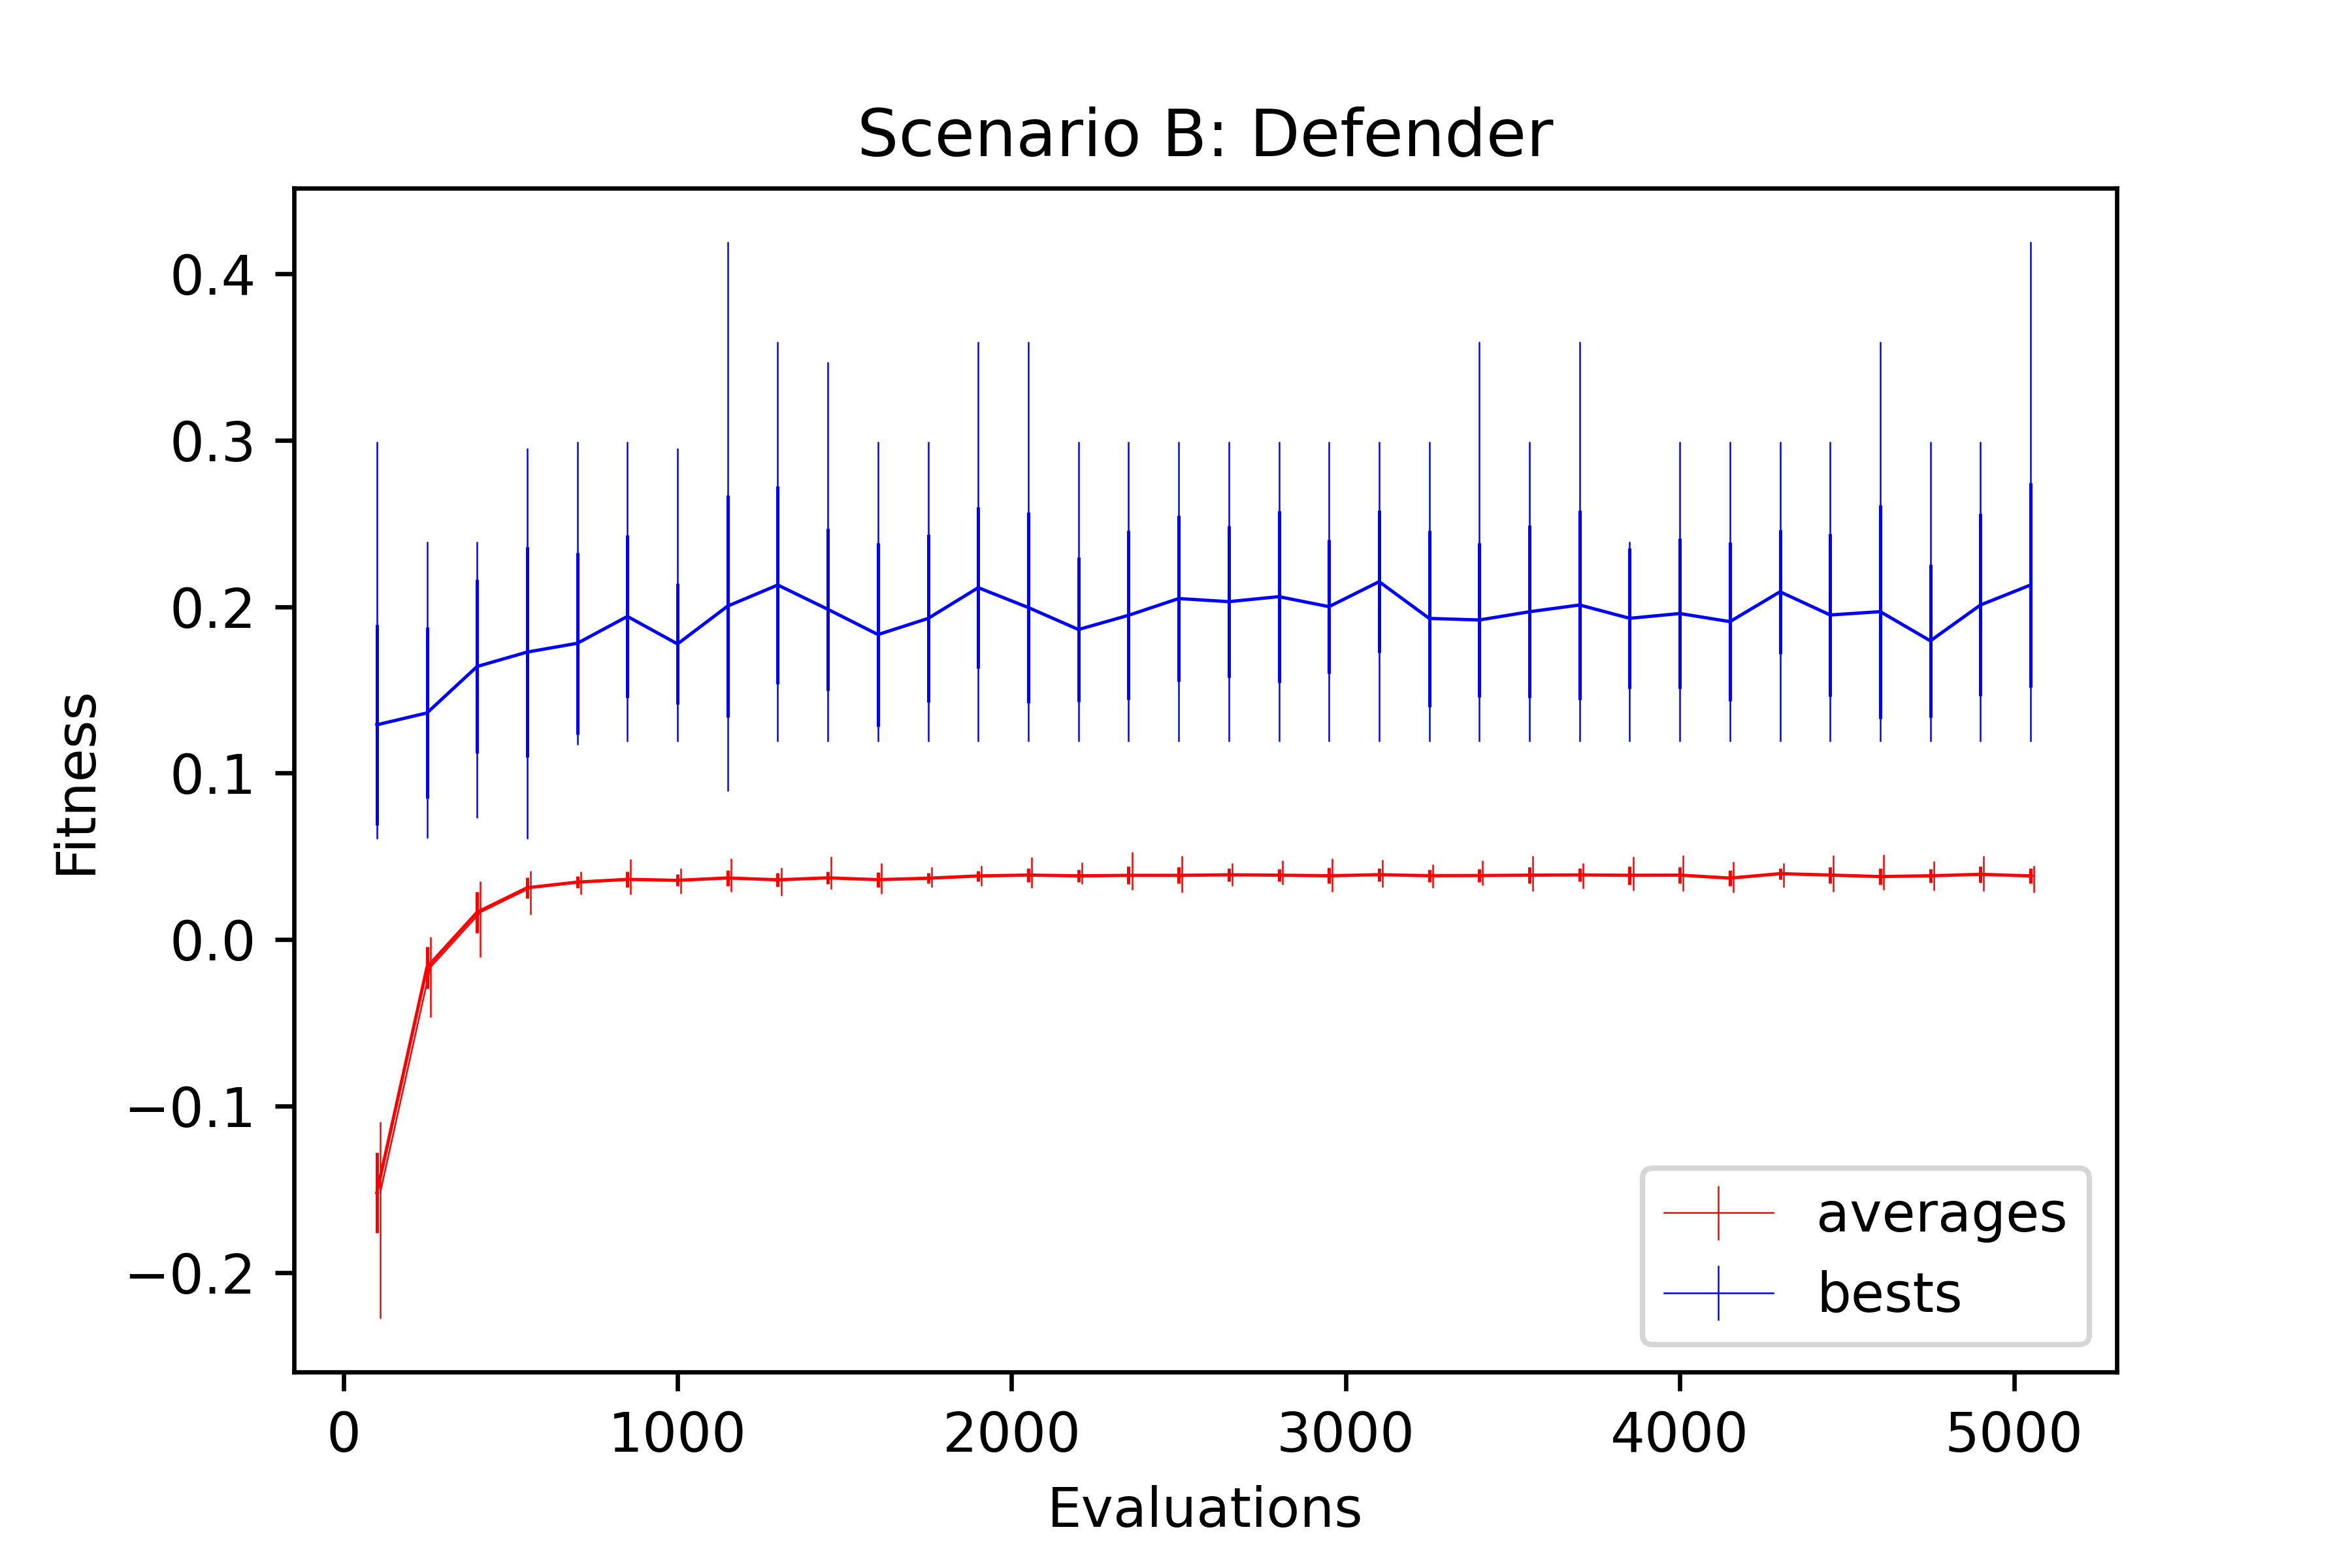 Scenario B: Defender
Fitness
0.4
0.3
0.2
0.1
0.0
−0.1
−0.2
averages
bests
0 1000 2000 3000 4000 5000
Evaluations